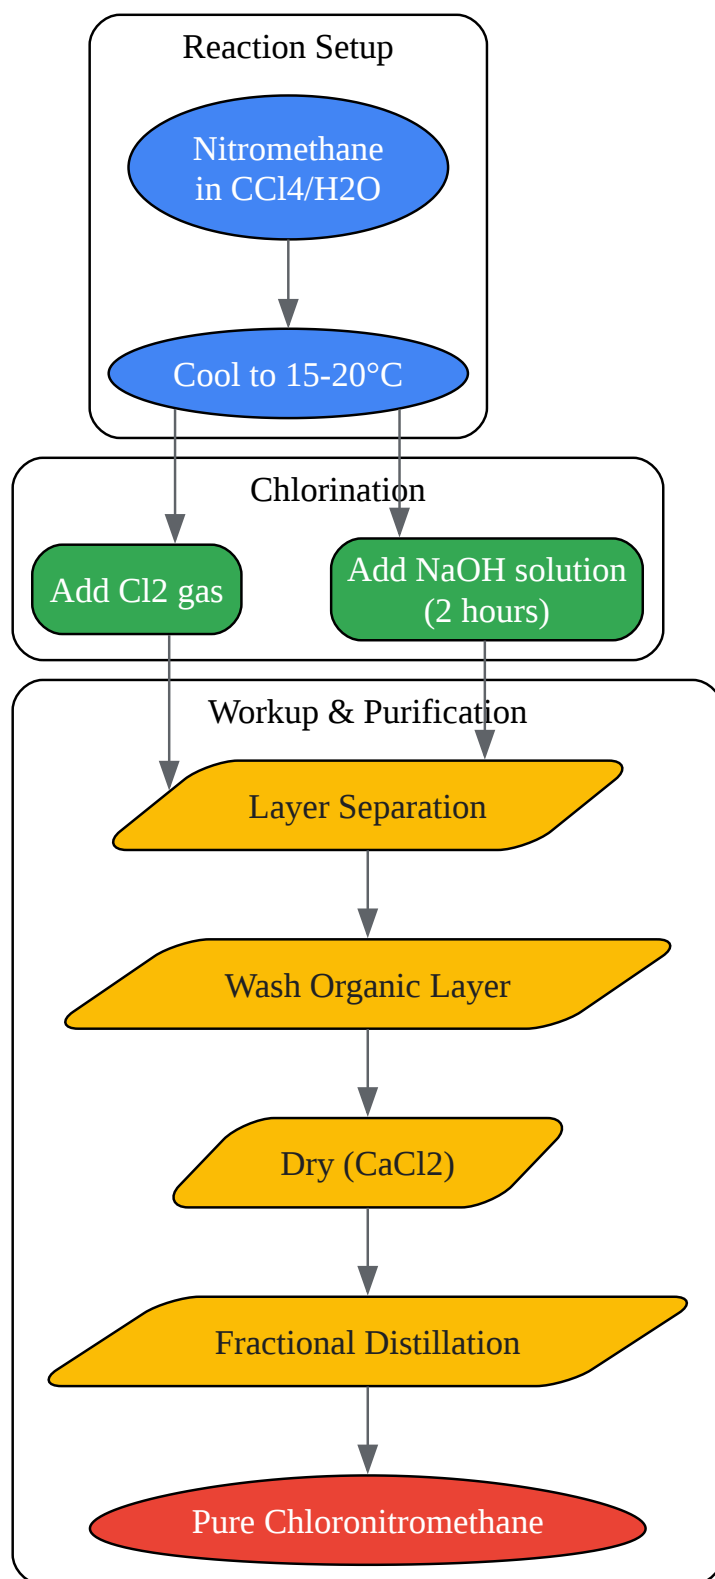 Reaction Setup
Nitromethane
in CCl4/H2O
Cool to 15-20°C
Chlorination
Add Cl2 gas
Add NaOH solution
(2 hours)
Workup & Purification
Layer Separation
Wash Organic Layer
Dry (CaCl2)
Fractional Distillation
Pure Chloronitromethane